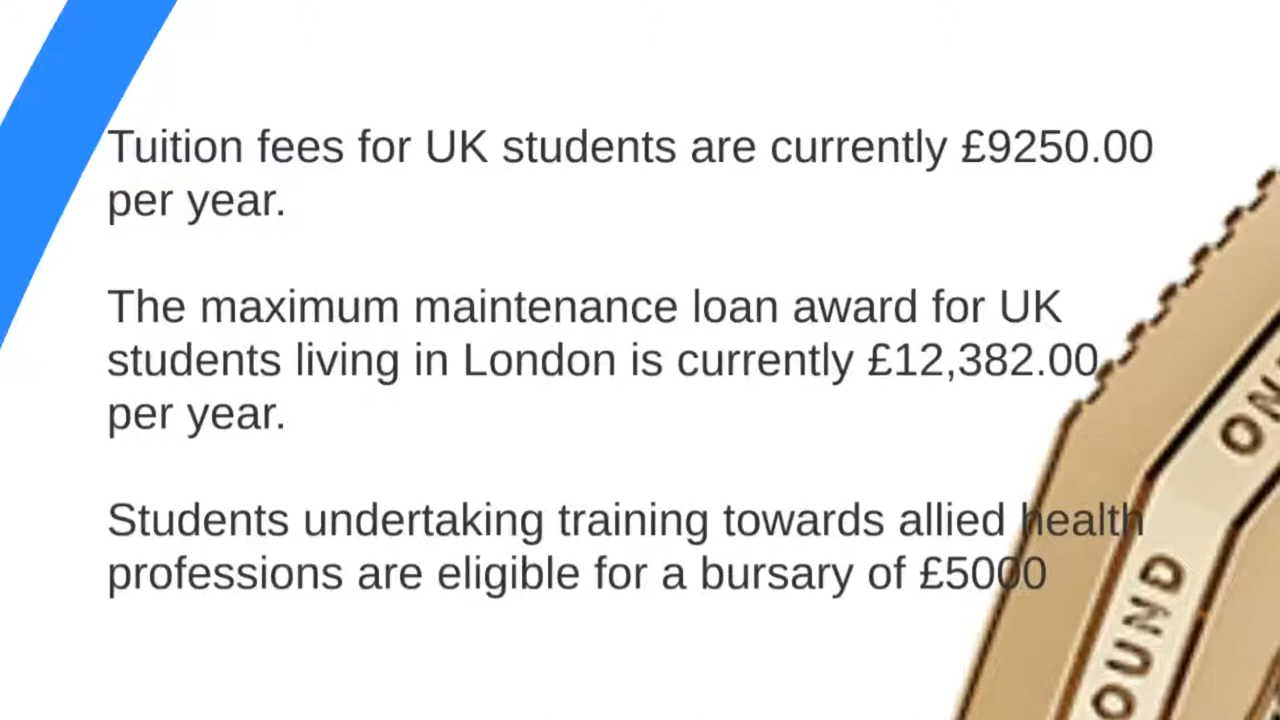 Tuition fees for UK students are currently £9250.00
per year.
The maximum maintenance loan award for UK
students living in London is currently £12,382.00
per year.
Students undertaking training towards allied health
professions are eligible for a bursary of £5000